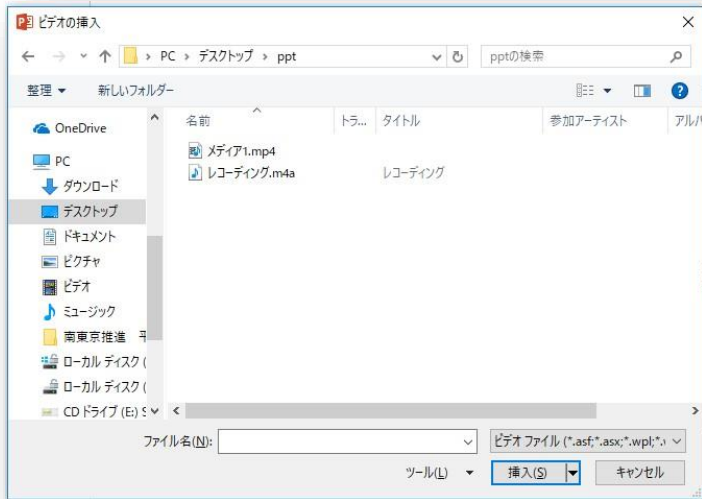 ビデオの挿入
PC › デスクトップ › ppt
pptの検索
整理 新しいフォルダー
名前 トラ... タイトル 参加アーティスト アルバ
OneDrive
PC
ダウンロード
デスクトップ
ドキュメント
ピクチャ
ビデオ
ミュージック
南東京推進 平
ローカル ディスク (
ローカル ディスク (
CD ドライブ (E:) S
メディア1.mp4
レコーディング.m4a レコーディング
ファイル名(N):
ビデオ ファイル (*.asf;*.asx;*.wpl;*.
ツール(L) 挿入(S) キャンセル